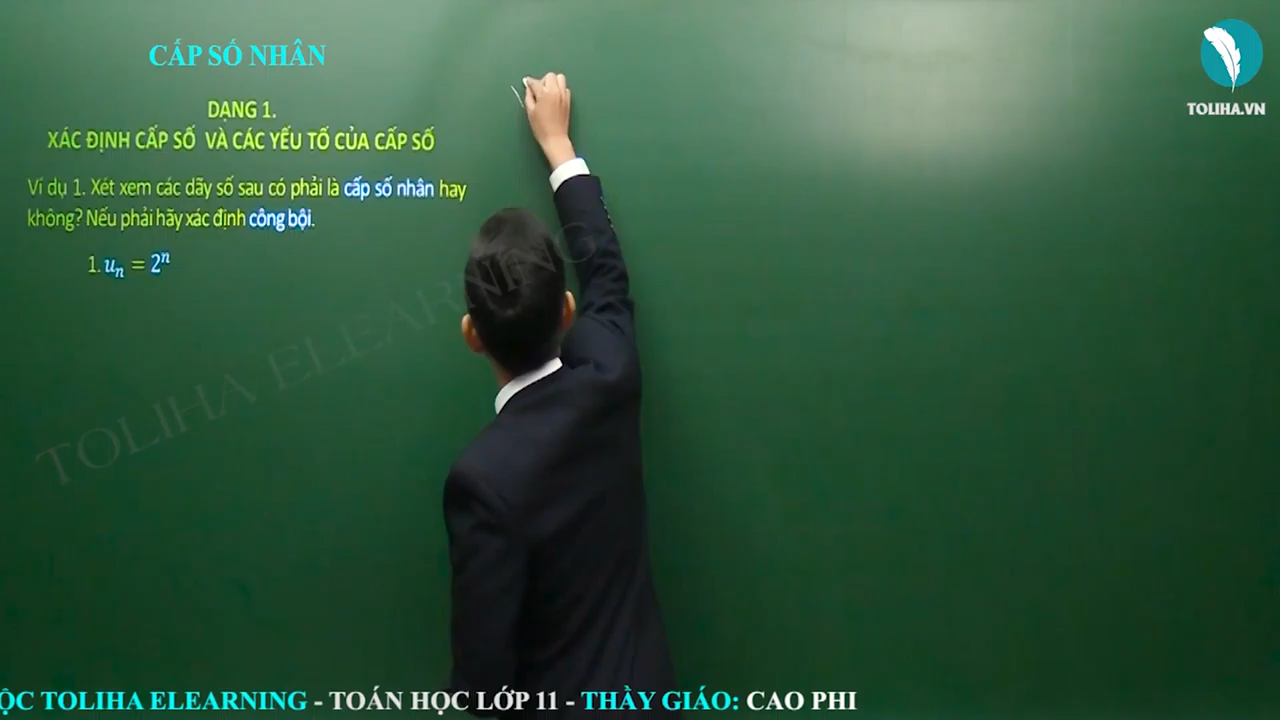 CẤP SỐ NHÂN
TOLIHA.VN
DẠNG 1.
XÁC ĐỊNH CẤP SỐ VÀ CÁC YẾU TỐ CỦA CẤP SỐ
Ví dụ 1. Xét xem các dãy số sau có phải là cấp số nhân hay
không? Nếu phải hãy xác định công bội.
1. uₙ = 2ⁿ
TOLIHA ELEARNING
ỘC TOLIHA ELEARNING - TOÁN HỌC LỚP 11 - THẦY GIÁO: CAO PHI